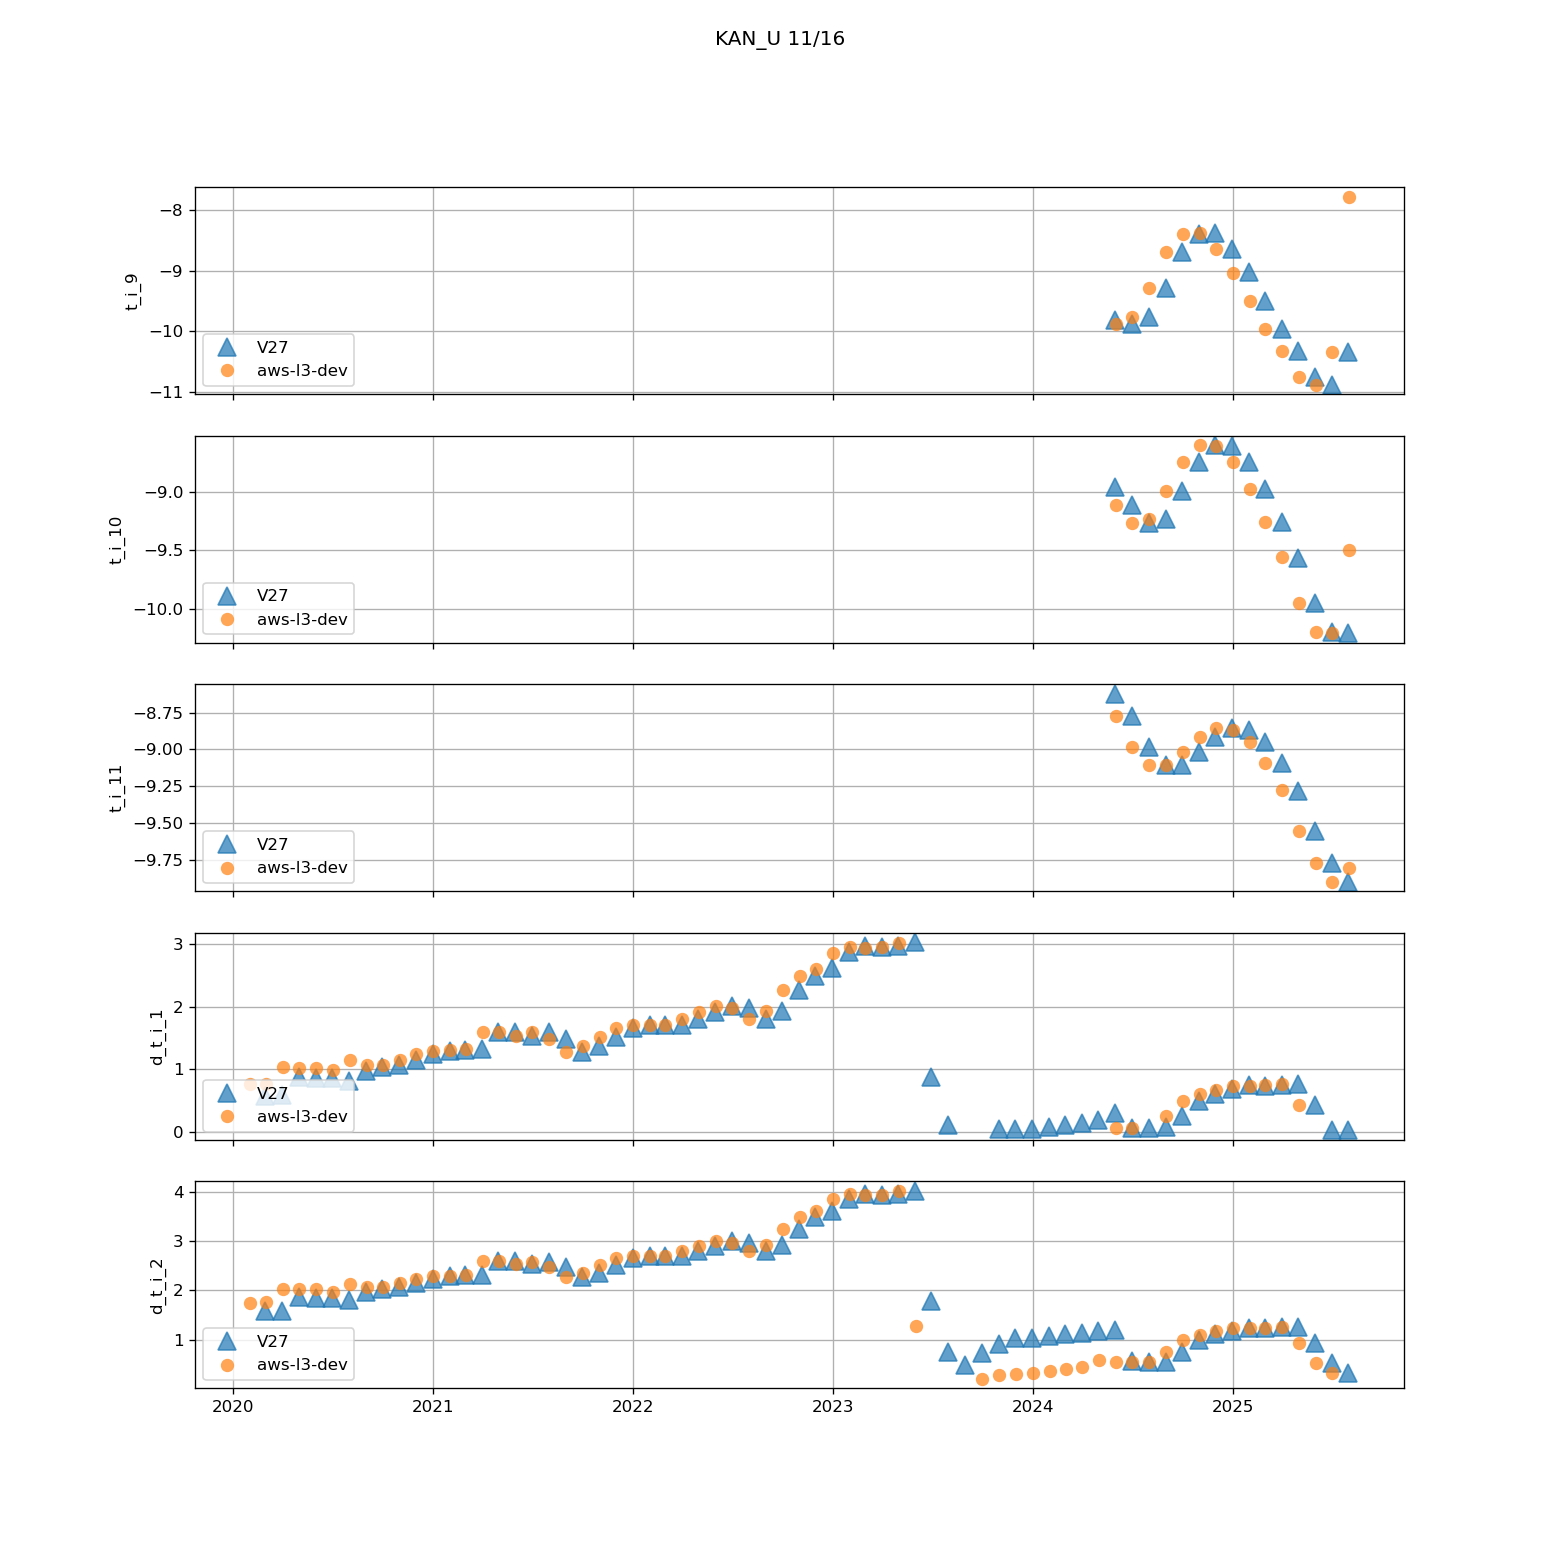 KAN_U 11/16
−8
−9
−10
−11
t_i_9
V27
aws-l3-dev
−9.0
−9.5
−10.0
t_i_10
V27
aws-l3-dev
−8.75
−9.00
−9.25
−9.50
−9.75
t_i_11
V27
aws-l3-dev
3
2
1
0
d_t_i_1
V27
aws-l3-dev
4
3
2
1
d_t_i_2
V27
aws-l3-dev
2020 2021 2022 2023 2024 2025